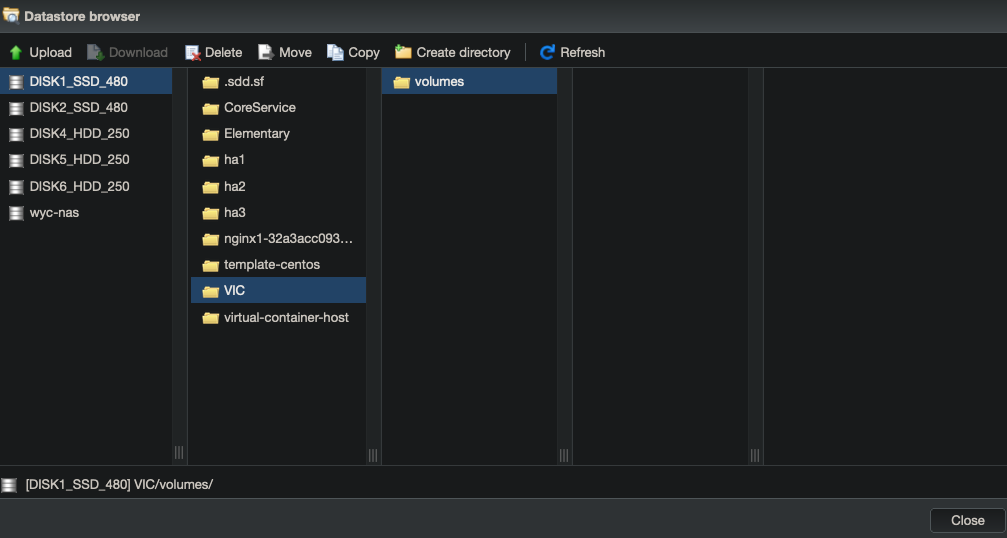 Datastore browser
Upload Download Delete Move Copy Create directory Refresh
DISK1_SSD_480
DISK2_SSD_480
DISK4_HDD_250
DISK5_HDD_250
DISK6_HDD_250
wyc-nas
.sdd.sf
CoreService
Elementary
ha1
ha2
ha3
nginx1-32a3acc093...
template-centos
VIC
virtual-container-host
volumes
[DISK1_SSD_480] VIC/volumes/
Close